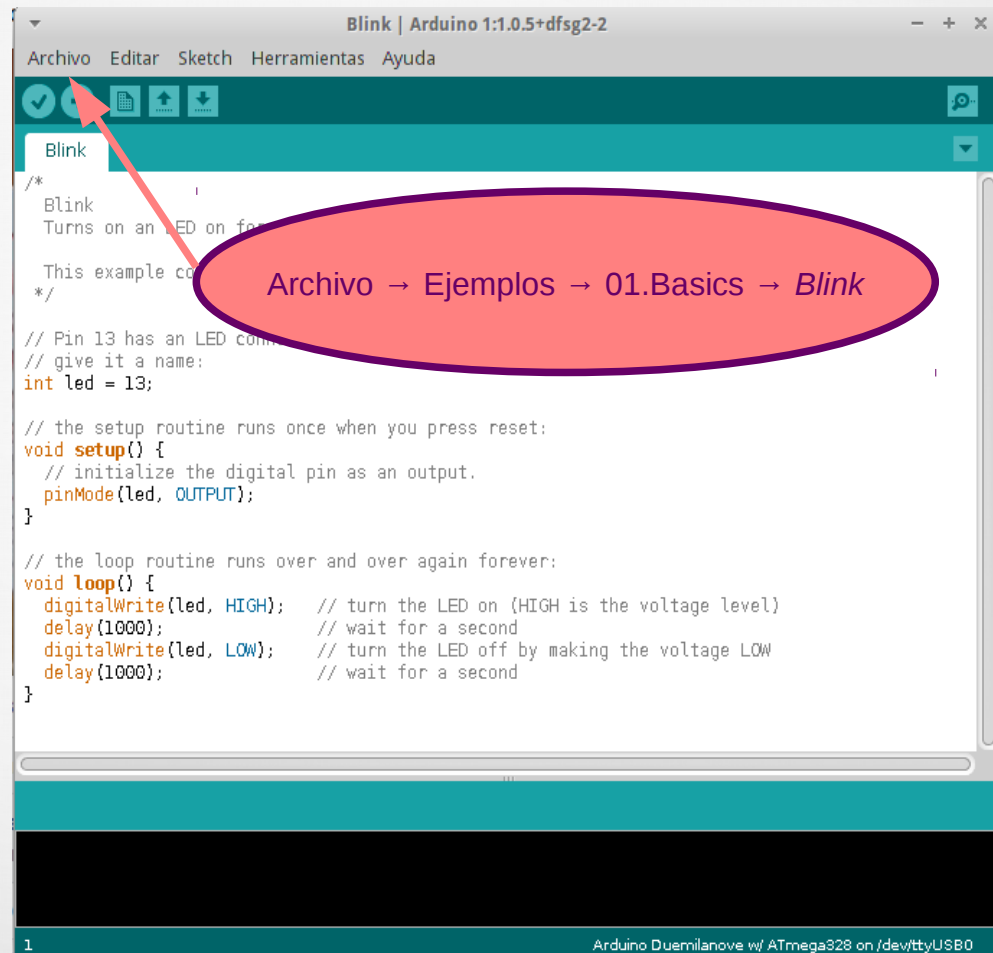 Blink | Arduino 1:1.0.5+dfsg2-2
Archivo Editar Sketch Herramientas Ayuda
Blink
/*
Blink
Turns on an LED on for
This example co
*/
Archivo → Ejemplos → 01.Basics → Blink
// Pin 13 has an LED conn
// give it a name:
int led = 13;
// the setup routine runs once when you press reset:
void setup() {
// initialize the digital pin as an output.
pinMode(led, OUTPUT);
}
// the loop routine runs over and over again forever:
void loop() {
digitalWrite(led, HIGH); // turn the LED on (HIGH is the voltage level)
delay(1000); // wait for a second
digitalWrite(led, LOW); // turn the LED off by making the voltage LOW
delay(1000); // wait for a second
}
1 Arduino Duemilanove w/ ATmega328 on /dev/ttyUSB0